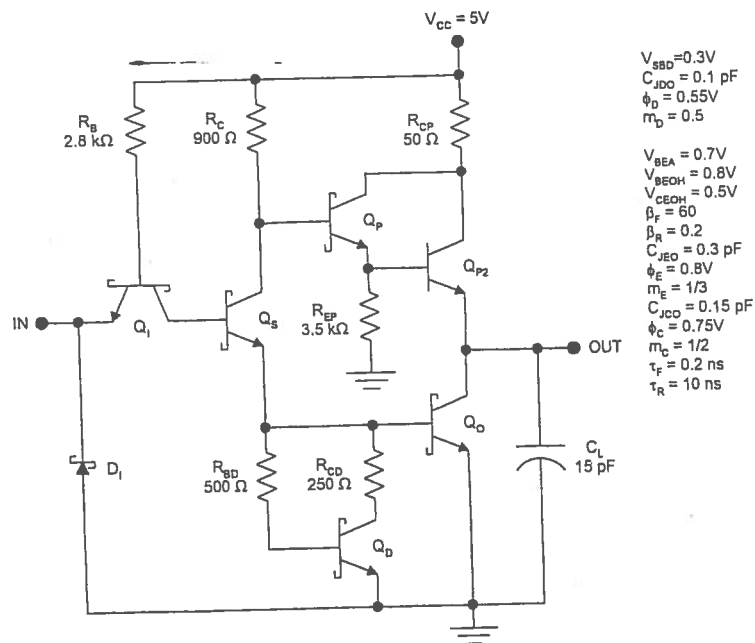 V_CC = 5V
R_B
2.8 kΩ
R_C
900 Ω
R_CP
50 Ω
Q_P
Q_P2
R_EP
3.5 kΩ
IN
Q_I
Q_S
OUT
Q_O
D_I
R_BD
500 Ω
R_CD
250 Ω
Q_D
C_L
15 pF
V_SBD=0.3V
C_JDO = 0.1 pF
ϕ_D = 0.55V
m_D = 0.5
V_BEA = 0.7V
V_BEOH = 0.8V
V_CEOH = 0.5V
β_F = 60
β_R = 0.2
C_JEO = 0.3 pF
ϕ_E = 0.8V
m_E = 1/3
C_JCO = 0.15 pF
ϕ_C = 0.75V
m_C = 1/2
τ_F = 0.2 ns
τ_R = 10 ns